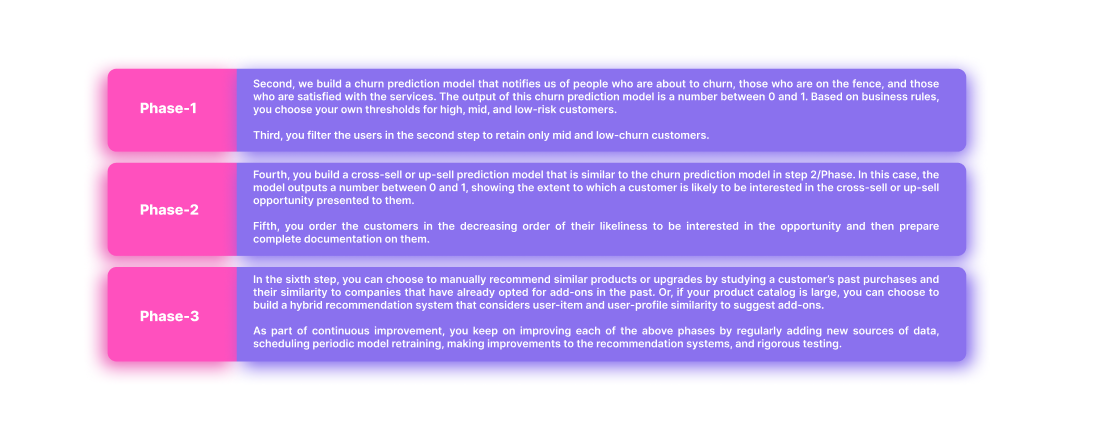 Phase-1
Second, we build a churn prediction model that notifies us of people who are about to churn, those who are on the fence, and those
who are satisfied with the services. The output of this churn prediction model is a number between 0 and 1. Based on business rules,
you choose your own thresholds for high, mid, and low-risk customers.
Third, you filter the users in the second step to retain only mid and low-churn customers.
Phase-2
Fourth, you build a cross-sell or up-sell prediction model that is similar to the churn prediction model in step 2/Phase. In this case, the
model outputs a number between 0 and 1, showing the extent to which a customer is likely to be interested in the cross-sell or up-sell
opportunity presented to them.
Fifth, you order the customers in the decreasing order of their likeliness to be interested in the opportunity and then prepare
complete documentation on them.
Phase-3
In the sixth step, you can choose to manually recommend similar products or upgrades by studying a customer's past purchases and
their similarity to companies that have already opted for add-ons in the past. Or, if your product catalog is large, you can choose to
build a hybrid recommendation system that considers user-item and user-profile similarity to suggest add-ons.
As part of continuous improvement, you keep on improving each of the above phases by regularly adding new sources of data,
scheduling periodic model retraining, making improvements to the recommendation systems, and rigorous testing.